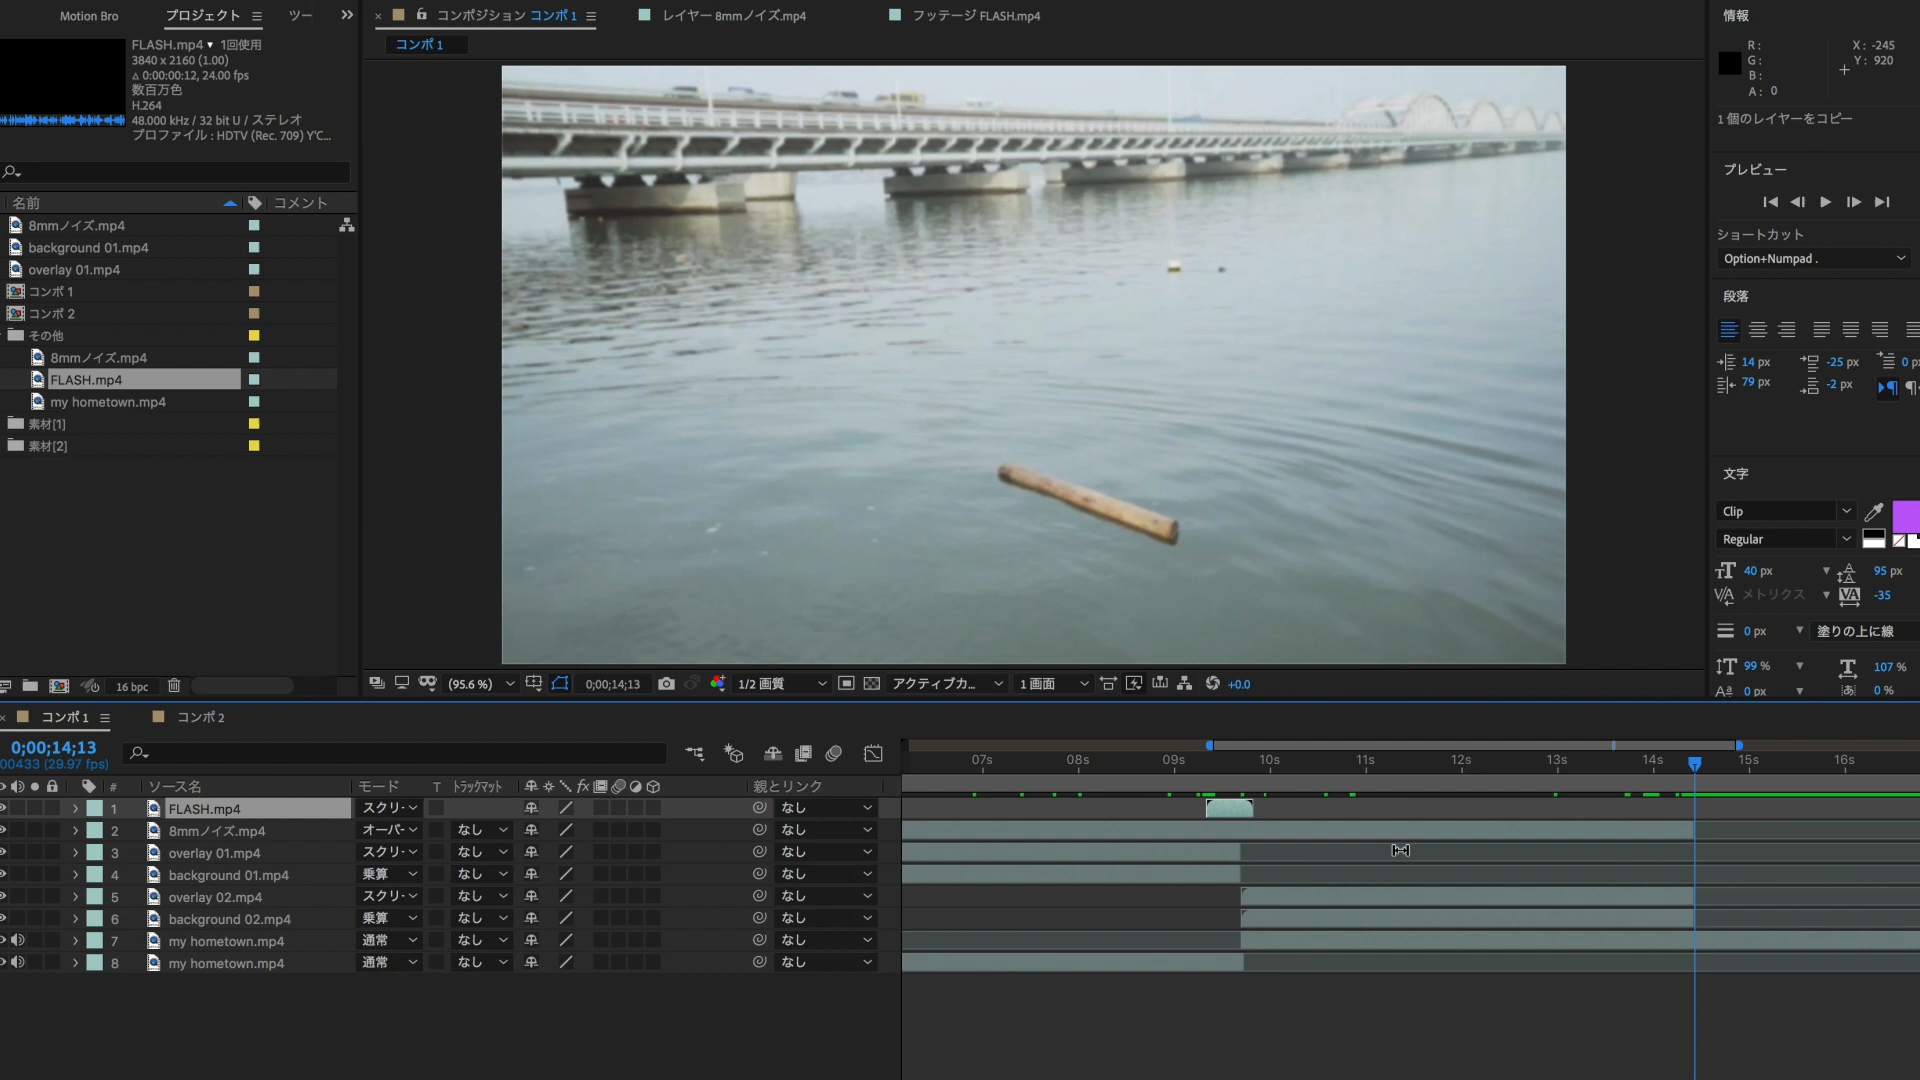 Motion Bro
プロジェクト
ツー
コンポジション コンポ 1
レイヤー 8mmノイズ.mp4
フッテージ FLASH.mp4
情報
FLASH.mp4 1回使用
3840 x 2160 (1.00)
Δ 0:00:00:12, 24.00 fps
数百万色
H.264
48.000 kHz / 32 bit U / ステレオ
プロファイル : HDTV (Rec. 709) Y'C...
コンポ 1
R :
G :
B :
A : 0
X : -245
Y : 920
1 個のレイヤーをコピー
プレビュー
ショートカット
Option+Numpad .
段落
14 px
-25 px
0 p
79 px
-2 px
文字
Clip
Regular
40 px
95 px
メトリクス
-35
0 px
塗りの上に線
99 %
107 %
0 px
0 %
名前
コメント
8mmノイズ.mp4
background 01.mp4
overlay 01.mp4
コンポ 1
コンポ 2
その他
8mmノイズ.mp4
FLASH.mp4
my hometown.mp4
素材[1]
素材[2]
16 bpc
(95.6 %)
0;00;14;13
1/2 画質
アクティブカ...
1 画面
+0.0
コンポ 1
コンポ 2
0;00;14;13
00433 (29.97 fps)
07s 08s 09s 10s 11s 12s 13s 14s 15s 16s
# ソース名 モード T トラックマット fx 親とリンク
1 FLASH.mp4 スクリー なし
2 8mmノイズ.mp4 オーバー なし なし
3 overlay 01.mp4 スクリー なし なし
4 background 01.mp4 乗算 なし なし
5 overlay 02.mp4 スクリー なし なし
6 background 02.mp4 乗算 なし なし
7 my hometown.mp4 通常 なし なし
8 my hometown.mp4 通常 なし なし